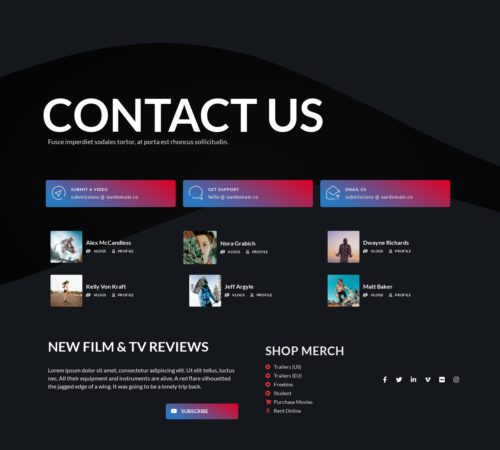 CONTACT US
Fusce imperdiet sodales tortor, at porta est rhoncus sollicitudin.
SUBMIT A VIDEO
submissions @ ourdomain.co
GET SUPPORT
hello @ ourdomain.co
EMAIL US
submissions @ ourdomain.co
Alex McCandless
VLOGS PROFILE
Nora Grabich
VLOGS PROFILE
Dwayne Richards
VLOGS PROFILE
Kelly Von Kraft
VLOGS PROFILE
Jeff Argyle
VLOGS PROFILE
Matt Baker
VLOGS PROFILE
NEW FILM & TV REVIEWS
Lorem ipsum dolor sit amet, consectetur adipiscing elit. Ut elit tellus, luctus
nec. All their equipment and instruments are alive. A red flare silhouetted
the jagged edge of a wing. It was going to be a lonely trip back.
SUBSCRIBE
SHOP MERCH
Trailers (US)
Trailers (EU)
Freebies
Student
Purchase Movies
Rent Online